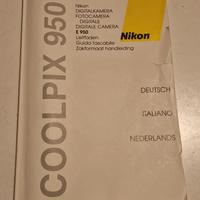 COOLPIX 950
Nikon
DIGITALKAMERA
FOTOCAMERA
DIGITALE
DIGITALE CAMERA
E 950
Leitfaden
Guida tascabile
Zakformaat handleiding
Nikon
DEUTSCH
ITALIANO
NEDERLANDS